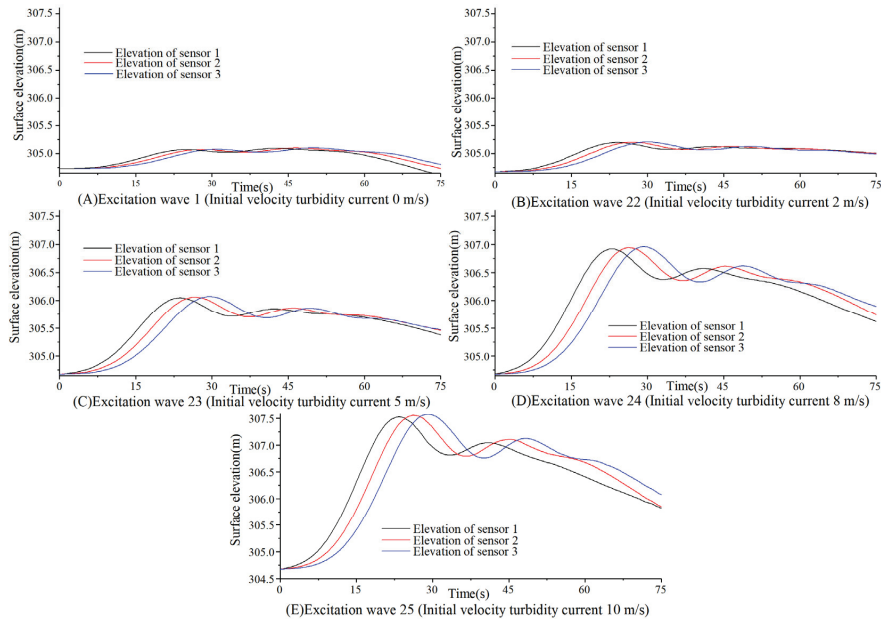 307.5
307.0
306.5
306.0
305.5
305.0
Surface elevation(m)
Elevation of sensor 1
Elevation of sensor 2
Elevation of sensor 3
0 15 30 45 60 75
Time(s)
(A)Excitation wave 1 (Initial velocity turbidity current 0 m/s)
307.5
307.0
306.5
306.0
305.5
305.0
Surface elevation(m)
Elevation of sensor 1
Elevation of sensor 2
Elevation of sensor 3
0 15 30 45 60 75
Time(s)
(B)Excitation wave 22 (Initial velocity turbidity current 2 m/s)
307.5
307.0
306.5
306.0
305.5
305.0
Surface elevation(m)
Elevation of sensor 1
Elevation of sensor 2
Elevation of sensor 3
0 15 30 45 60 75
Time(s)
(C)Excitation wave 23 (Initial velocity turbidity current 5 m/s)
307.5
307.0
306.5
306.0
305.5
305.0
Surface elevation(m)
Elevation of sensor 1
Elevation of sensor 2
Elevation of sensor 3
0 15 30 45 60 75
Time(s)
(D)Excitation wave 24 (Initial velocity turbidity current 8 m/s)
307.5
307.0
306.5
306.0
305.5
305.0
304.5
Surface elevation(m)
Elevation of sensor 1
Elevation of sensor 2
Elevation of sensor 3
0 15 30 45 60 75
Time(s)
(E)Excitation wave 25 (Initial velocity turbidity current 10 m/s)